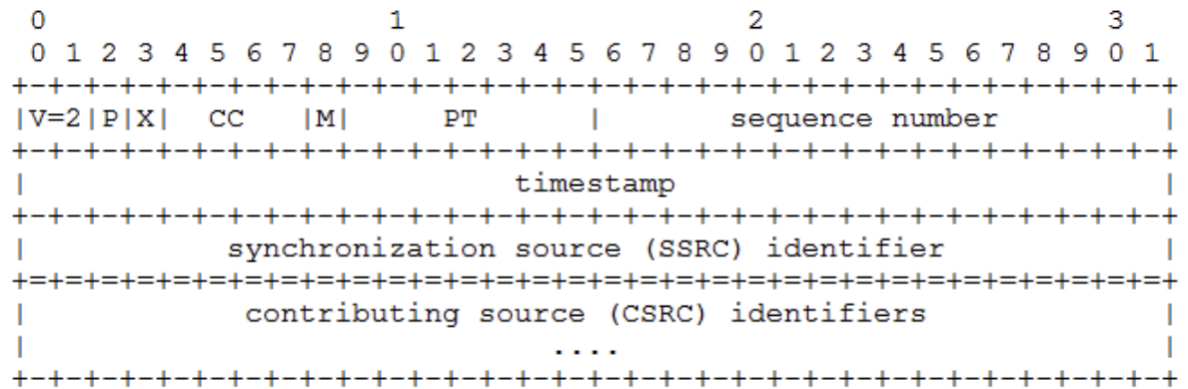 0                   1                   2                   3
 0 1 2 3 4 5 6 7 8 9 0 1 2 3 4 5 6 7 8 9 0 1 2 3 4 5 6 7 8 9 0 1
+-+-+-+-+-+-+-+-+-+-+-+-+-+-+-+-+-+-+-+-+-+-+-+-+-+-+-+-+-+-+-+-+
|V=2|P|X|  CC   |M|     PT      |       sequence number         |
+-+-+-+-+-+-+-+-+-+-+-+-+-+-+-+-+-+-+-+-+-+-+-+-+-+-+-+-+-+-+-+-+
|                           timestamp                           |
+-+-+-+-+-+-+-+-+-+-+-+-+-+-+-+-+-+-+-+-+-+-+-+-+-+-+-+-+-+-+-+-+
|           synchronization source (SSRC) identifier            |
+=+=+=+=+=+=+=+=+=+=+=+=+=+=+=+=+=+=+=+=+=+=+=+=+=+=+=+=+=+=+=+=+
|            contributing source (CSRC) identifiers             |
|                             ....                              |
+-+-+-+-+-+-+-+-+-+-+-+-+-+-+-+-+-+-+-+-+-+-+-+-+-+-+-+-+-+-+-+-+